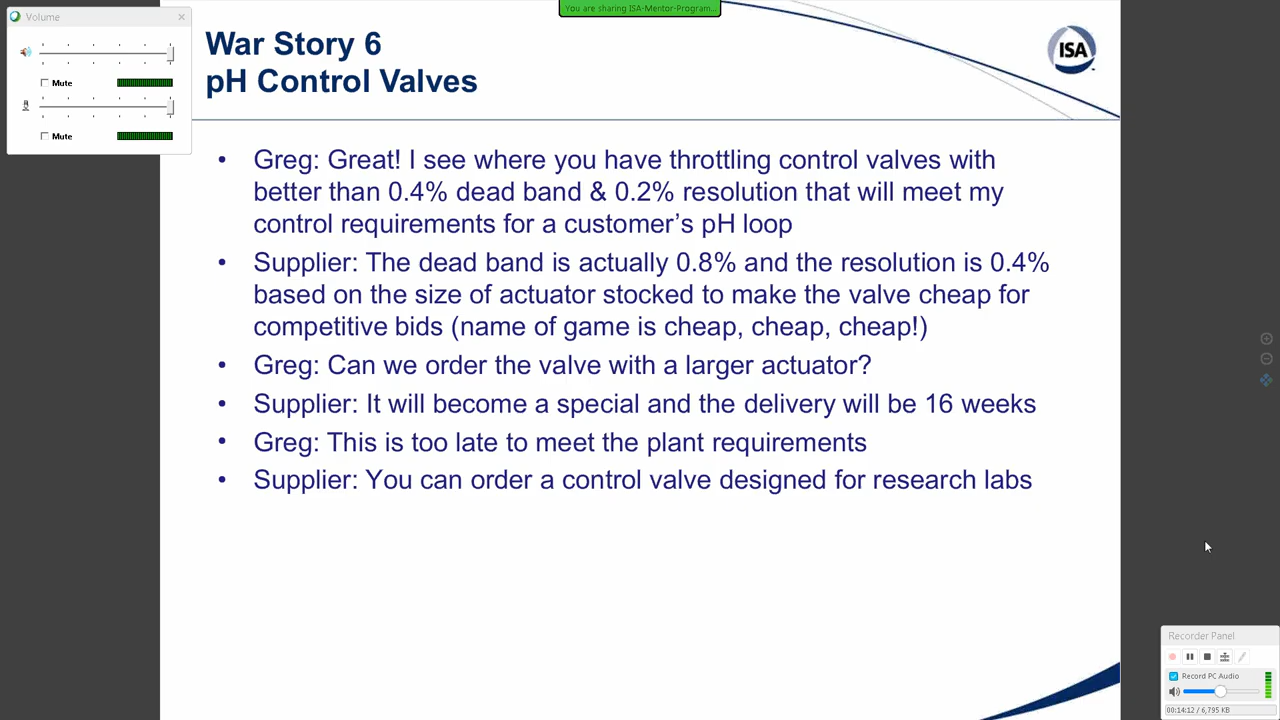 Volume
You are sharing ISA-Mentor-Program...
War Story 6
pH Control Valves
ISA
Mute
Mute
• Greg: Great! I see where you have throttling control valves with
better than 0.4% dead band & 0.2% resolution that will meet my
control requirements for a customer’s pH loop
• Supplier: The dead band is actually 0.8% and the resolution is 0.4%
based on the size of actuator stocked to make the valve cheap for
competitive bids (name of game is cheap, cheap, cheap!)
• Greg: Can we order the valve with a larger actuator?
• Supplier: It will become a special and the delivery will be 16 weeks
• Greg: This is too late to meet the plant requirements
• Supplier: You can order a control valve designed for research labs
Recorder Panel
Record PC Audio
00:14:12 / 6,795 KB